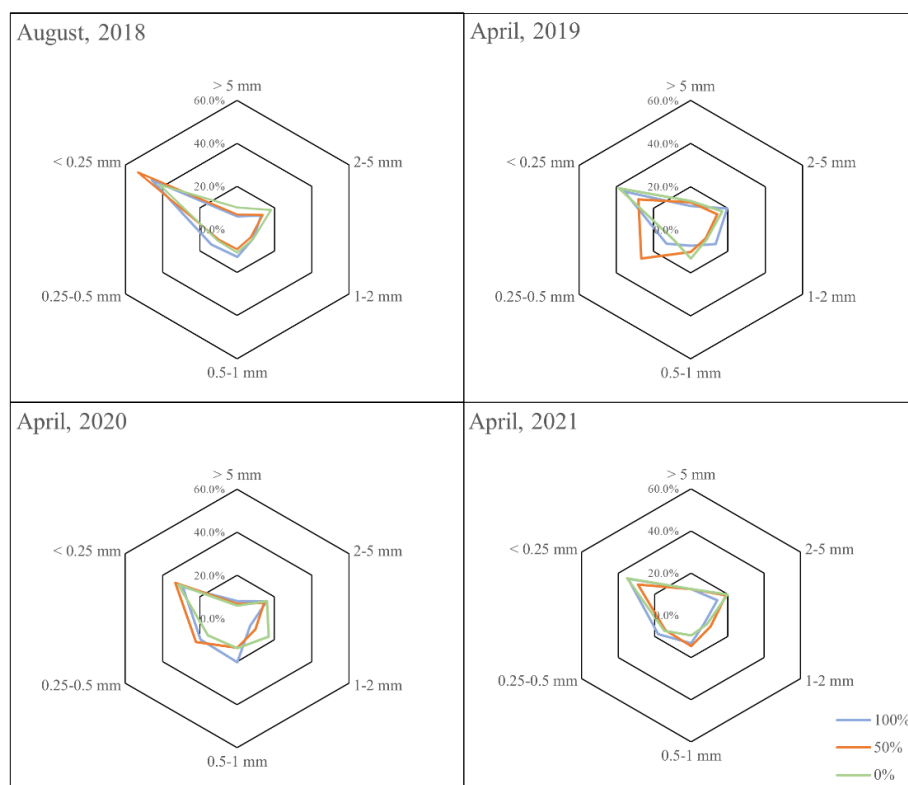 August, 2018
> 5 mm
60.0%
40.0%
< 0.25 mm
2-5 mm
20.0%
0.0%
0.25-0.5 mm
1-2 mm
0.5-1 mm
April, 2019
> 5 mm
60.0%
40.0%
< 0.25 mm
2-5 mm
20.0%
0.0%
0.25-0.5 mm
1-2 mm
0.5-1 mm
April, 2020
> 5 mm
60.0%
40.0%
< 0.25 mm
2-5 mm
20.0%
0.0%
0.25-0.5 mm
1-2 mm
0.5-1 mm
April, 2021
> 5 mm
60.0%
40.0%
< 0.25 mm
2-5 mm
20.0%
0.0%
0.25-0.5 mm
1-2 mm
0.5-1 mm
100%
50%
0%